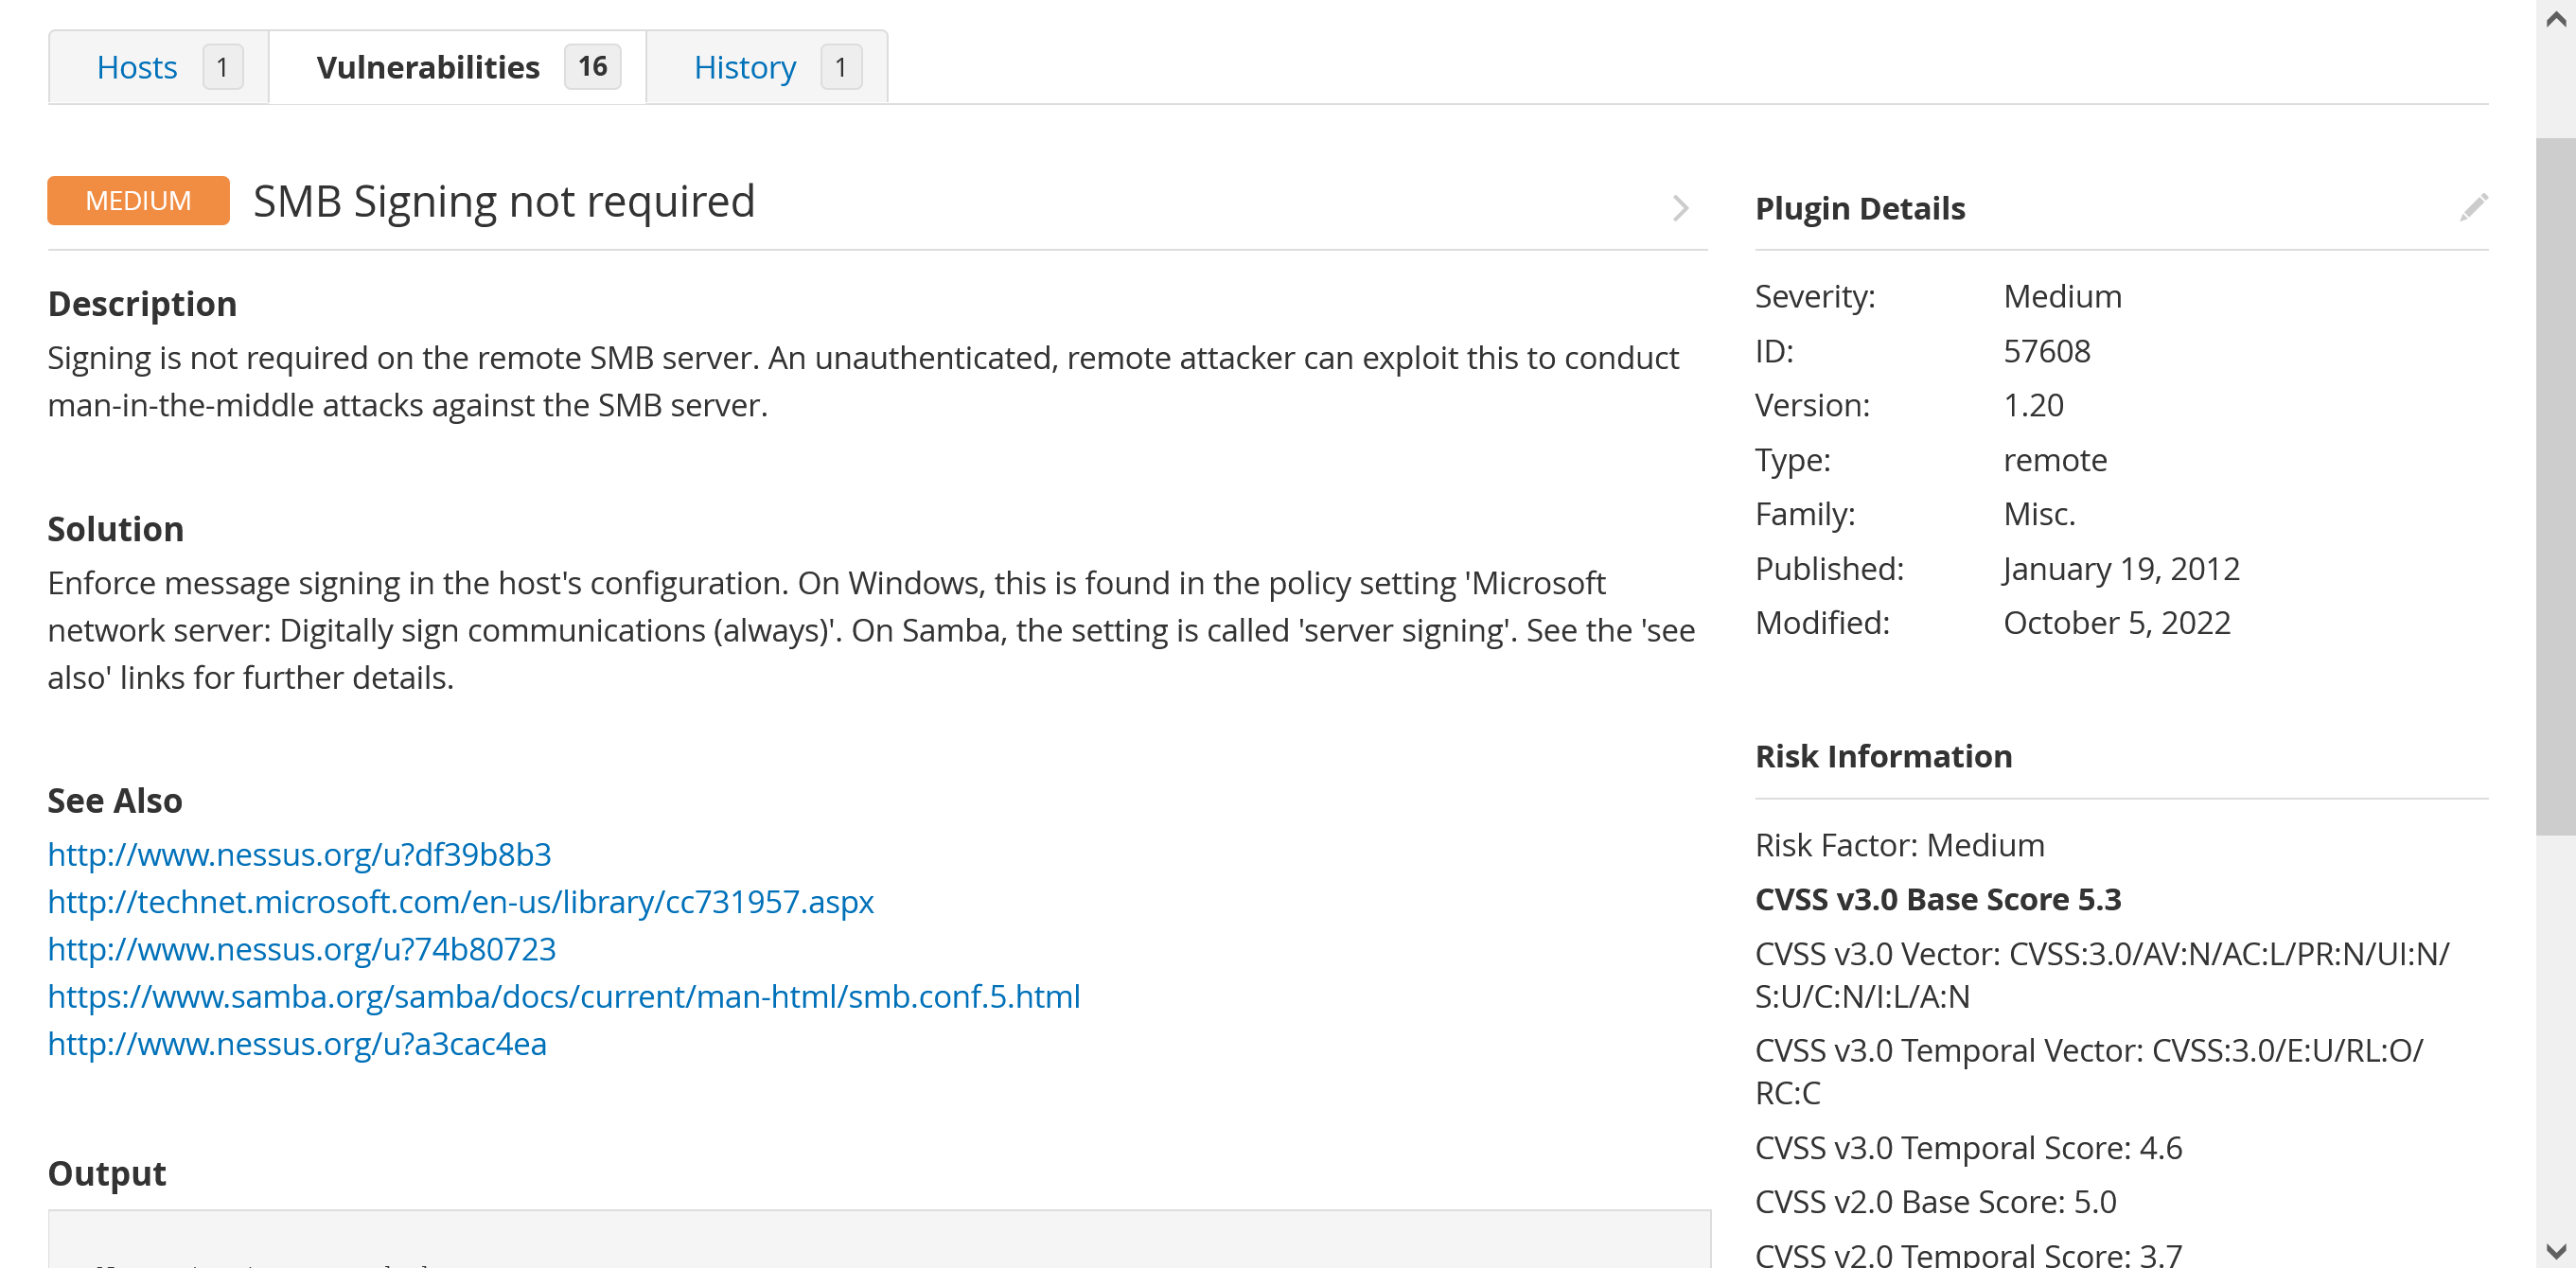 Hosts 1 Vulnerabilities 16 History 1
MEDIUM SMB Signing not required
Description
Signing is not required on the remote SMB server. An unauthenticated, remote attacker can exploit this to conduct
man-in-the-middle attacks against the SMB server.
Solution
Enforce message signing in the host's configuration. On Windows, this is found in the policy setting 'Microsoft
network server: Digitally sign communications (always)'. On Samba, the setting is called 'server signing'. See the 'see
also' links for further details.
See Also
http://www.nessus.org/u?df39b8b3
http://technet.microsoft.com/en-us/library/cc731957.aspx
http://www.nessus.org/u?74b80723
https://www.samba.org/samba/docs/current/man-html/smb.conf.5.html
http://www.nessus.org/u?a3cac4ea
Output
Plugin Details
Severity: Medium
ID: 57608
Version: 1.20
Type: remote
Family: Misc.
Published: January 19, 2012
Modified: October 5, 2022
Risk Information
Risk Factor: Medium
CVSS v3.0 Base Score 5.3
CVSS v3.0 Vector: CVSS:3.0/AV:N/AC:L/PR:N/UI:N/
S:U/C:N/I:L/A:N
CVSS v3.0 Temporal Vector: CVSS:3.0/E:U/RL:O/
RC:C
CVSS v3.0 Temporal Score: 4.6
CVSS v2.0 Base Score: 5.0
CVSS v2.0 Temporal Score: 3.7